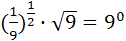 (1/9)^(1/2) · √9 = 9^0